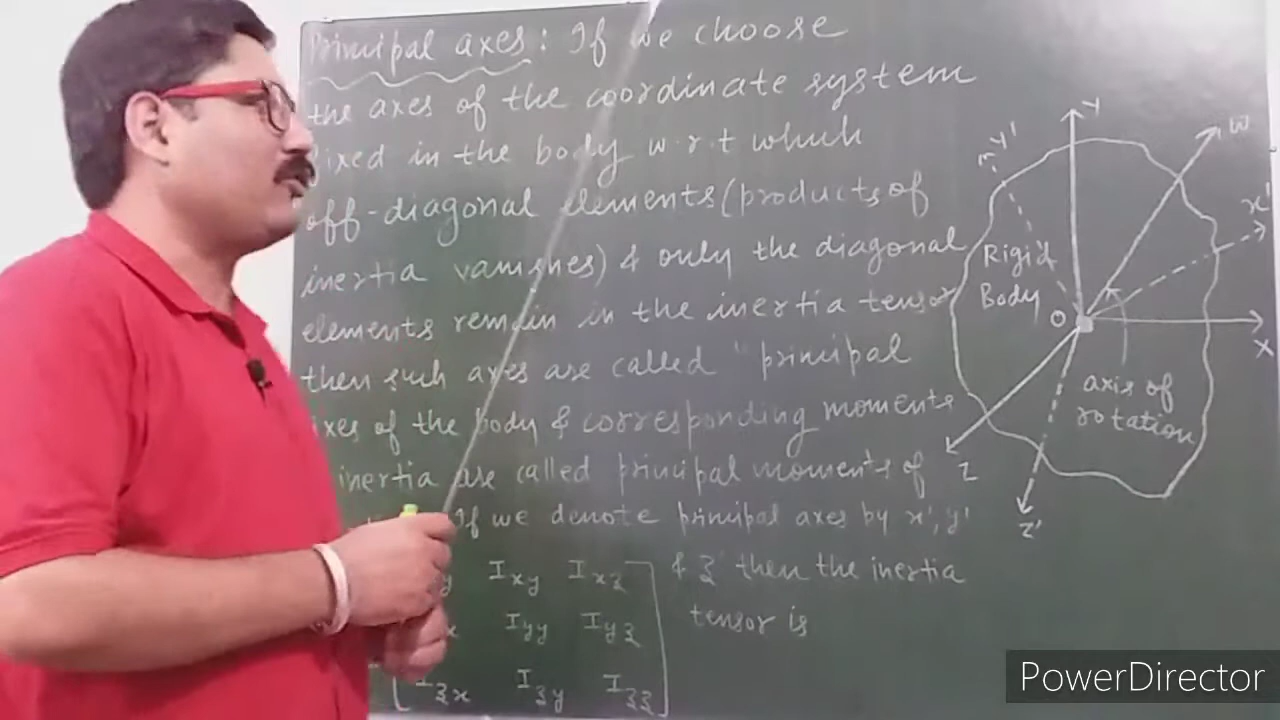 Principal axes: If we choose
the axes of the coordinate system
fixed in the body w.r.t which
off-diagonal elements (products of
inertia vanishes) & only the diagonal
elements remain in the inertia tensor
then such axes are called "principal
axes of the body & corresponding moments
inertia are called principal moments of
If we denote principal axes by x', y'
& z' then the inertia
tensor is
y Ixy Ixz
x Iyy Iyz
Izx Izy Izz
Y
Y'
ω
x'
Rigid
Body
O
X
axis of
rotation
Z
Z'
PowerDirector